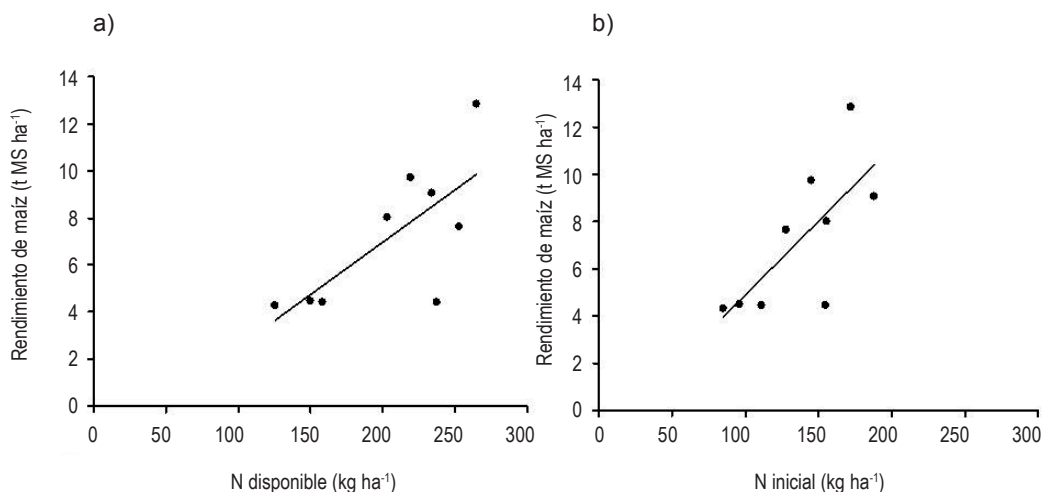 a)
Rendimiento de maíz (t MS ha⁻¹)
14
12
10
8
6
4
2
0
0 50 100 150 200 250 300
N disponible (kg ha⁻¹)
b)
Rendimiento de maíz (t MS ha⁻¹)
14
12
10
8
6
4
2
0
0 50 100 150 200 250 300
N inicial (kg ha⁻¹)